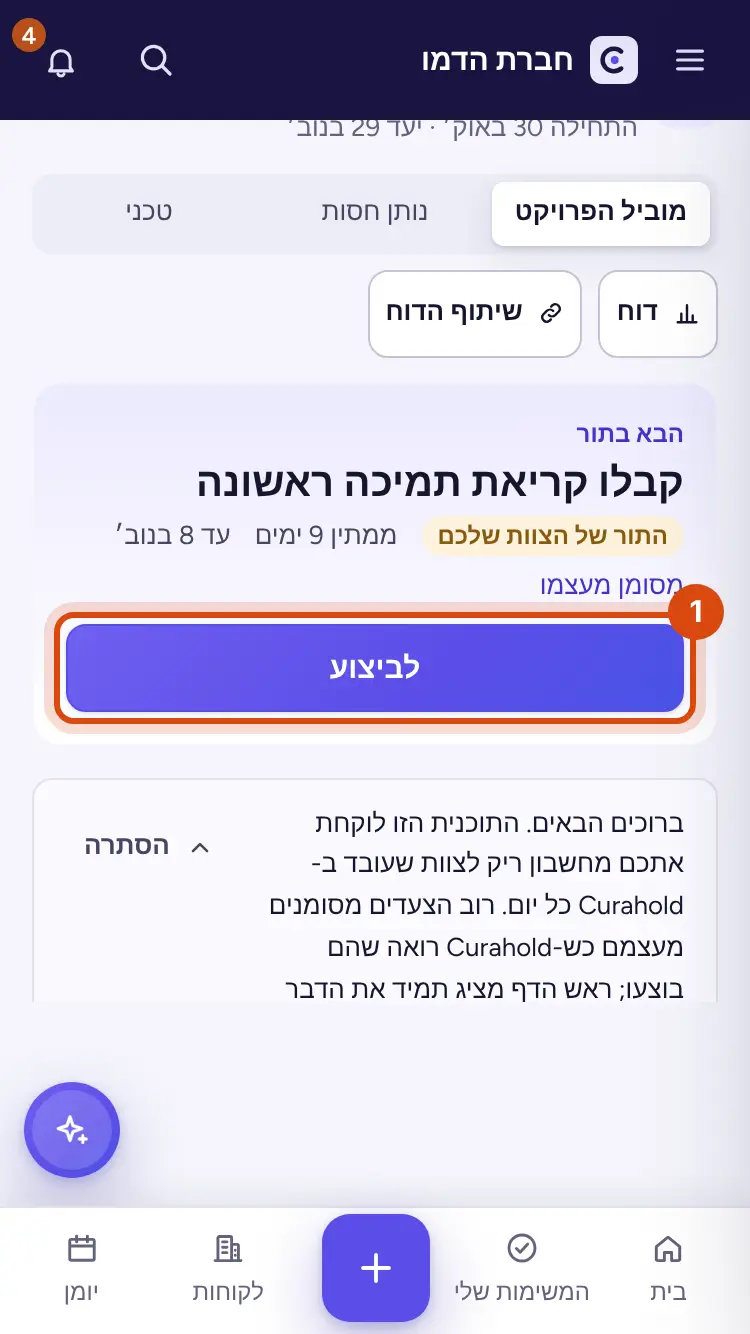 4
חברת הדמו
התחילה 30 באוק׳ · יעד 29 בנוב׳
מוביל הפרויקט
נותן חסות
טכני
דוח
שיתוף הדוח
הבא בתור
קבלו קריאת תמיכה ראשונה
התור של הצוות שלכם
ממתין 9 ימים
עד 8 בנוב׳
מסומן מעצמו
1
לביצוע
ברוכים הבאים. התוכנית הזו לוקחת
אתכם מחשבון ריק לצוות שעובד ב-
Curahold כל יום. רוב הצעדים מסומנים
מעצמם כש-Curahold רואה שהם
בוצעו; ראש הדף מציג תמיד את הדבר
הסתרה
בית
המשימות שלי
לקוחות
יומן